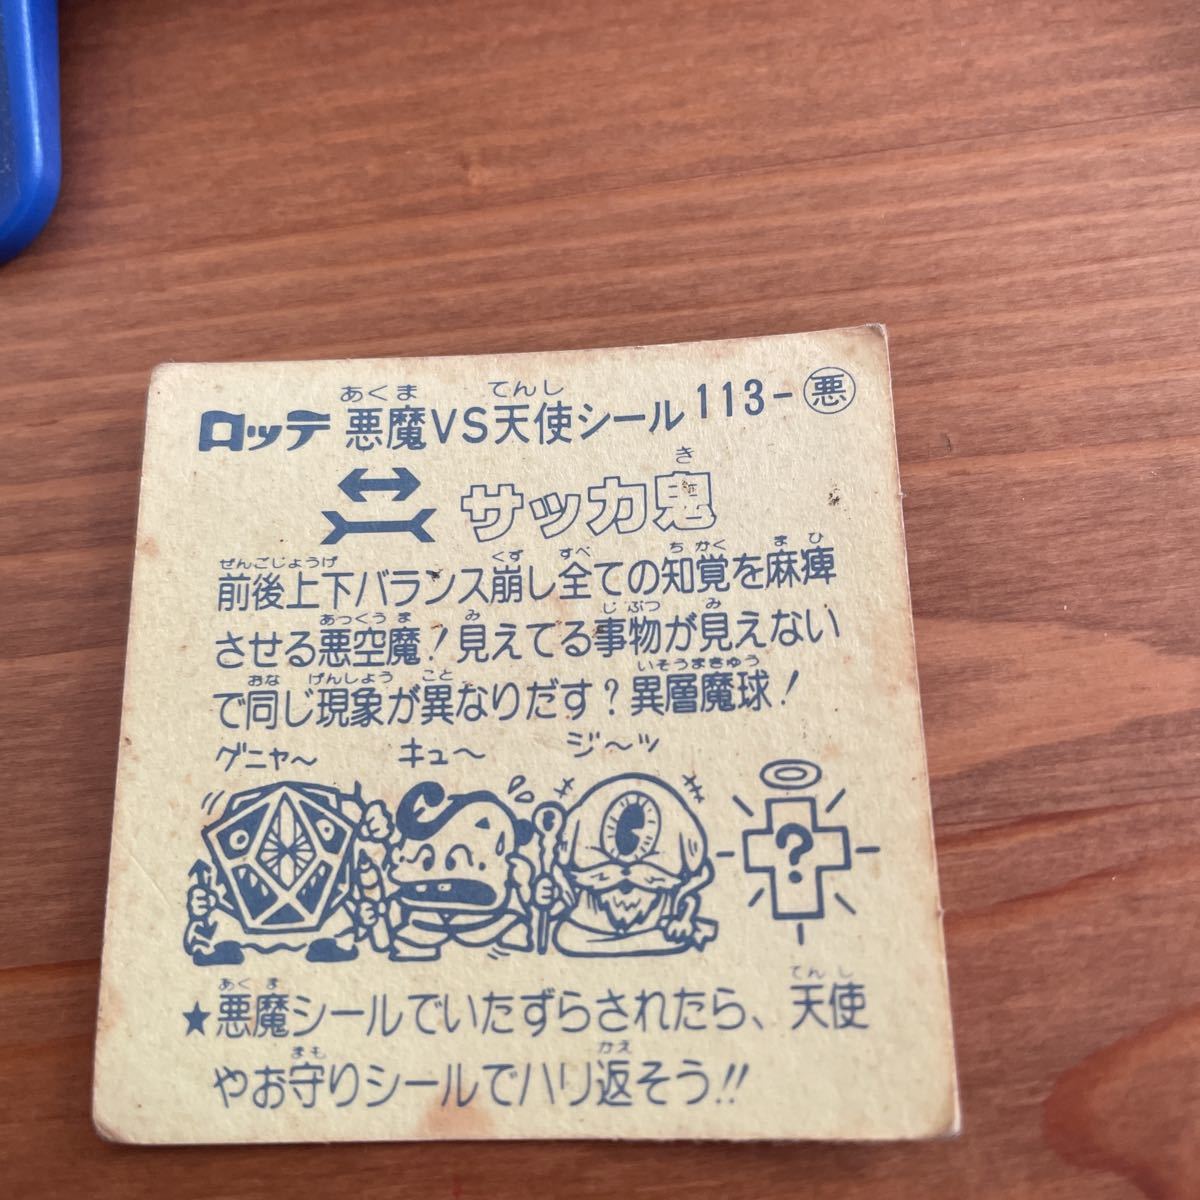 あくま てんし
ロッテ 悪魔VS天使シール 113-悪
き
サッカ鬼
ぜんごじょうげ くず すべ ちかく まひ
前後上下バランス崩し全ての知覚を麻痺
あっくうま み じぶつ み
させる悪空魔!見えてる事物が見えない
おな げんしょう こと いそうまきゅう
で同じ現象が異なりだす?異層魔球!
グニャ〜 キュ〜 ジ〜ッ
?
あくま てんし
★悪魔シールでいたずらされたら、天使
まも かえ
やお守りシールでハリ返そう!!